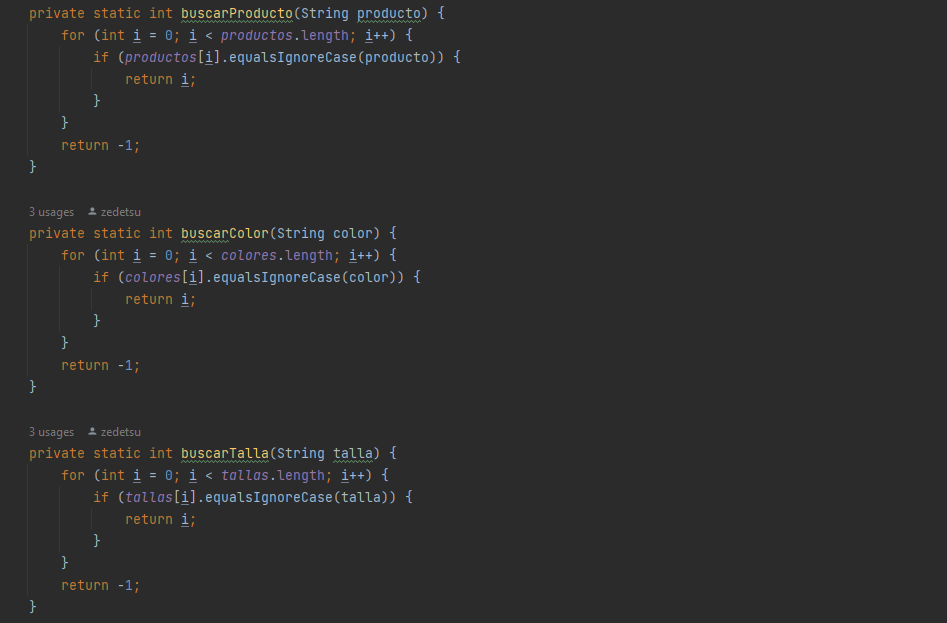 private static int buscarProducto(String producto) {
    for (int i = 0; i < productos.length; i++) {
        if (productos[i].equalsIgnoreCase(producto)) {
            return i;
        }
    }
    return -1;
}
3 usages zedetsu
private static int buscarColor(String color) {
    for (int i = 0; i < colores.length; i++) {
        if (colores[i].equalsIgnoreCase(color)) {
            return i;
        }
    }
    return -1;
}
3 usages zedetsu
private static int buscarTalla(String talla) {
    for (int i = 0; i < tallas.length; i++) {
        if (tallas[i].equalsIgnoreCase(talla)) {
            return i;
        }
    }
    return -1;
}